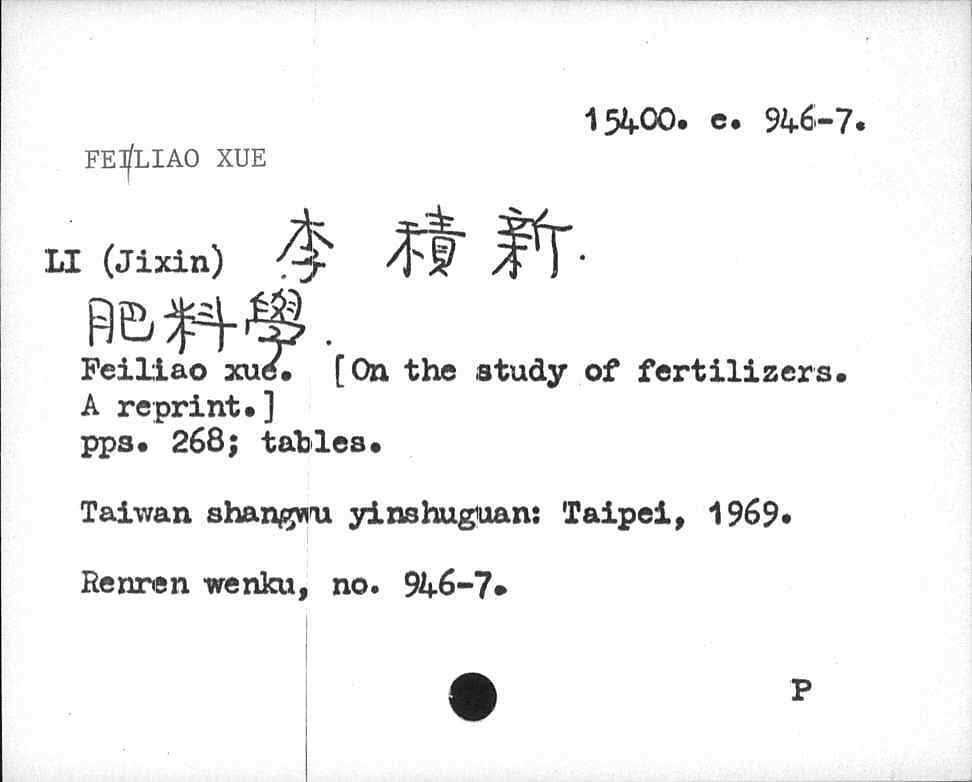 15400. e. 946-7.
FEI/LIAO XUE
LI (Jixin) 李 積 新.
肥料學.
Feiliao xue. [On the study of fertilizers.
A reprint.]
pps. 268; tables.
Taiwan shangwu yinshuguan: Taipei, 1969.
Renren wenku, no. 946-7.
P